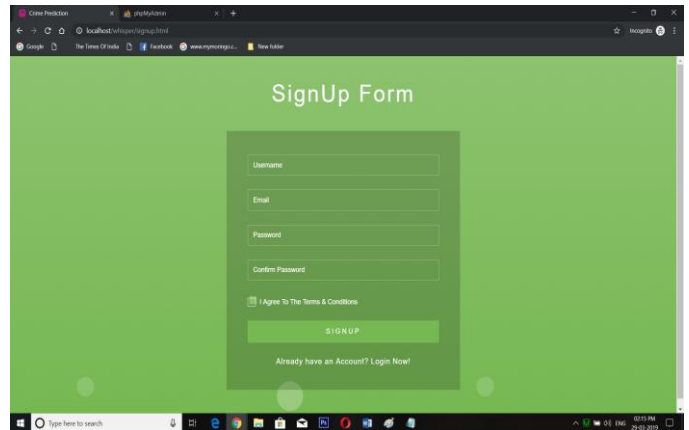 Crime Prediction
phpMyAdmin
localhost/whispvc/signup.html
Incognito
Google
The Times Of India
Facebook
New folder
SignUp Form
Username
Email
Password
Confirm Password
I Agree To The Terms & Conditions
SIGNUP
Already have an Account? Login Now!
Type here to search
ENG
02:15 PM
29-03-2019